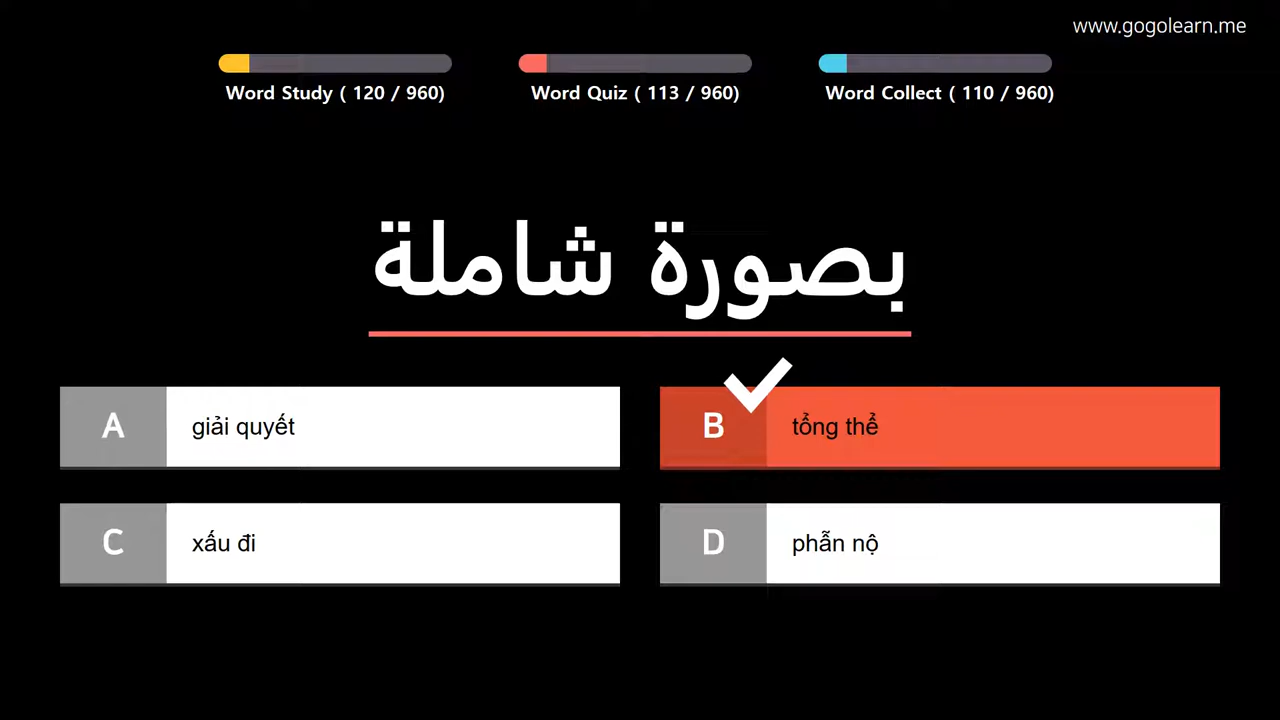 www.gogolearn.me
Word Study ( 120 / 960)
Word Quiz ( 113 / 960)
Word Collect ( 110 / 960)
بصورة شاملة
A giải quyết
B tổng thể
C xấu đi
D phẫn nộ